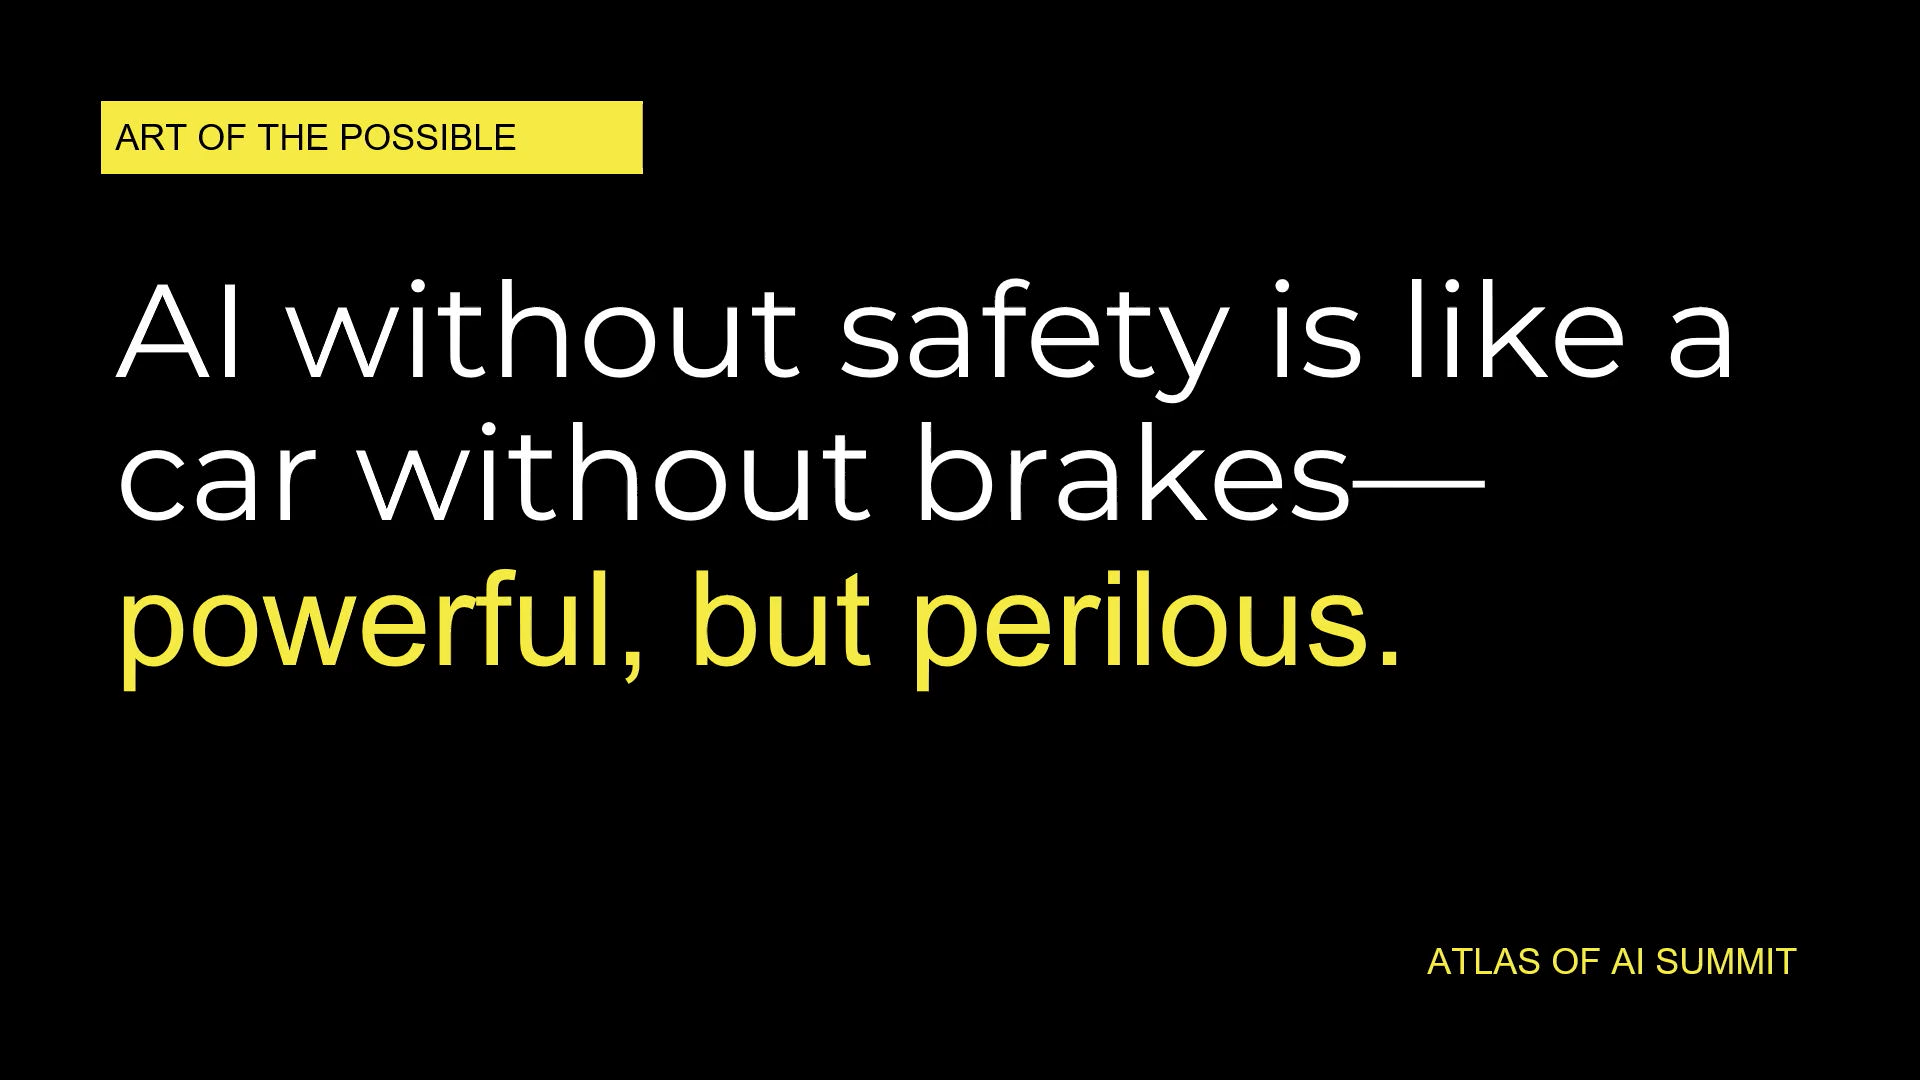 ART OF THE POSSIBLE
AI without safety is like a
car without brakes—
powerful, but perilous.
ATLAS OF AI SUMMIT